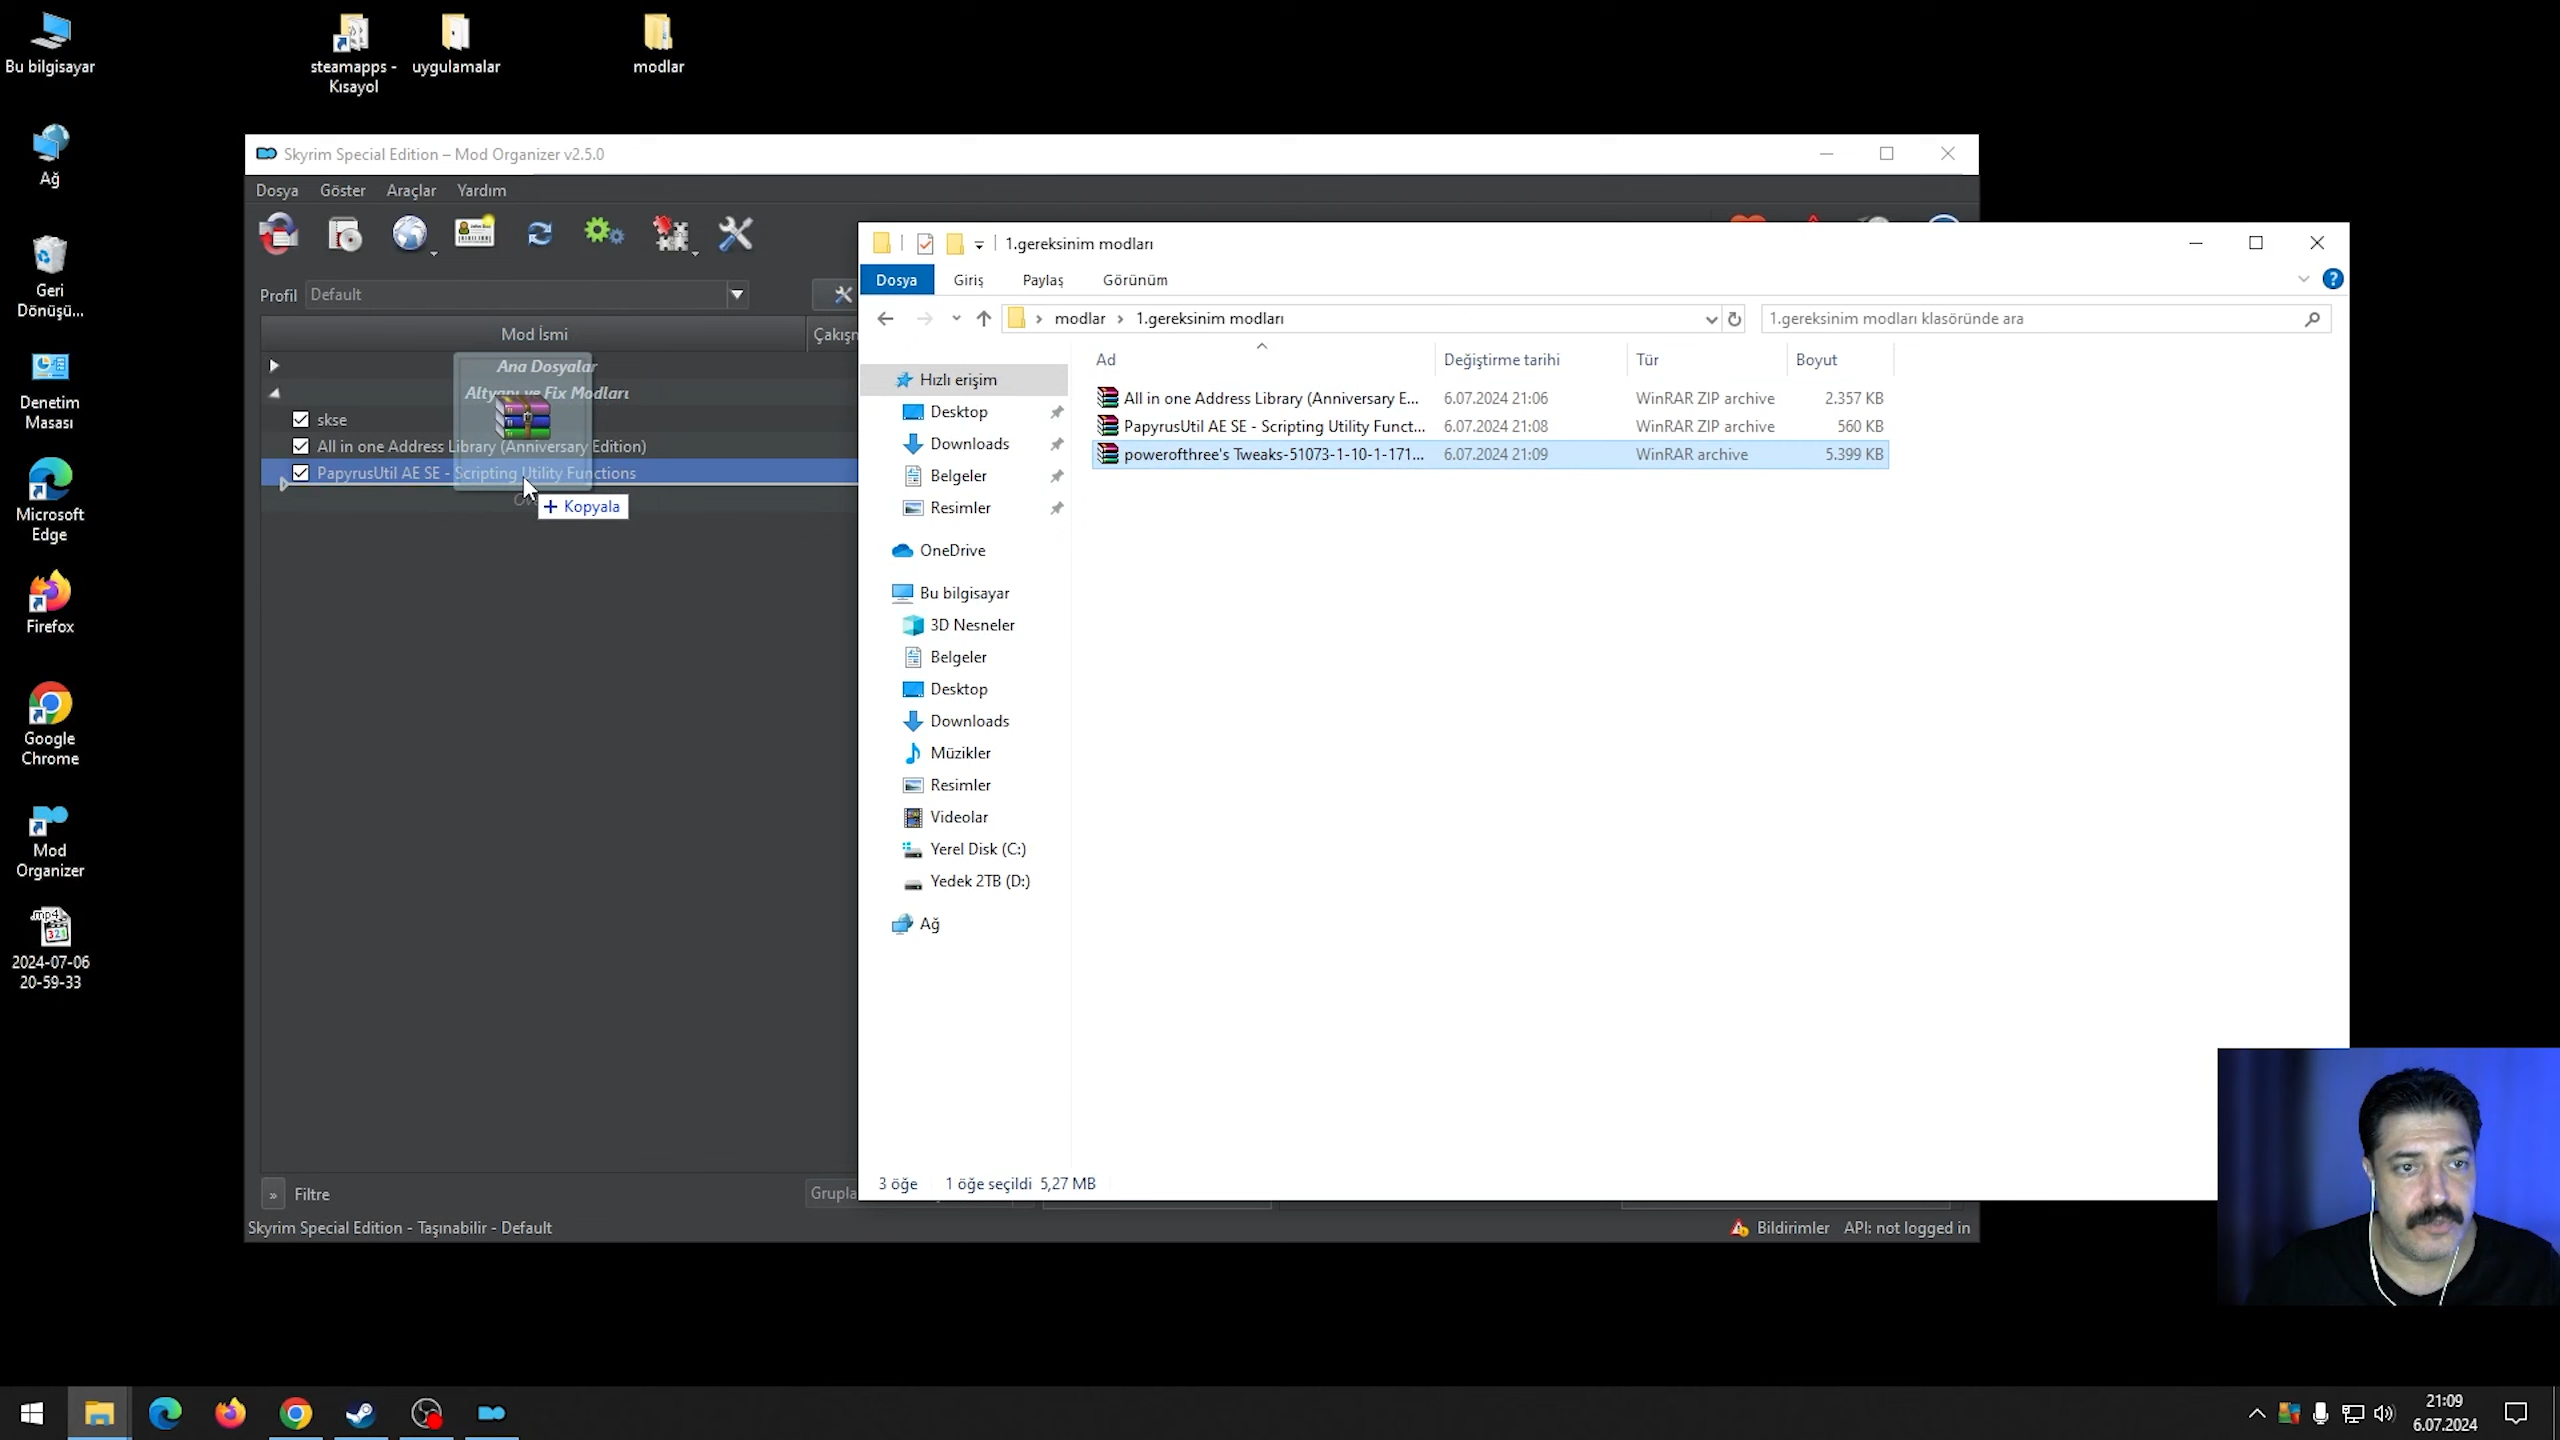 Bu bilgisayar
steamapps -
Kısayol
uygulamalar
modlar
Ağ
Geri
Dönüşü...
Denetim
Masası
Microsoft
Edge
Firefox
Google
Chrome
Mod
Organizer
.mp4
321
2024-07-06
20-59-33
Skyrim Special Edition – Mod Organizer v2.5.0
Dosya Göster Araçlar Yardım
Profil Default
Mod İsmi
Ana Dosyalar
Altyapı ve Fix Modları
skse
All in one Address Library (Anniversary Edition)
PapyrusUtil AE SE - Scripting Utility Functions
+ Kopyala
» Filtre
Skyrim Special Edition - Taşınabilir - Default
Bildirimler API: not logged in
1.gereksinim modları
Dosya Giriş Paylaş Görünüm
modlar › 1.gereksinim modları
1.gereksinim modları klasöründe ara
Ad Değiştirme tarihi Tür Boyut
All in one Address Library (Anniversary E... 6.07.2024 21:06 WinRAR ZIP archive 2.357 KB
PapyrusUtil AE SE - Scripting Utility Funct... 6.07.2024 21:08 WinRAR ZIP archive 560 KB
powerofthree's Tweaks-51073-1-10-1-171... 6.07.2024 21:09 WinRAR archive 5.399 KB
Hızlı erişim
Desktop
Downloads
Belgeler
Resimler
OneDrive
Bu bilgisayar
3D Nesneler
Belgeler
Desktop
Downloads
Müzikler
Resimler
Videolar
Yerel Disk (C:)
Yedek 2TB (D:)
Ağ
3 öğe 1 öğe seçildi 5,27 MB
21:09
6.07.2024